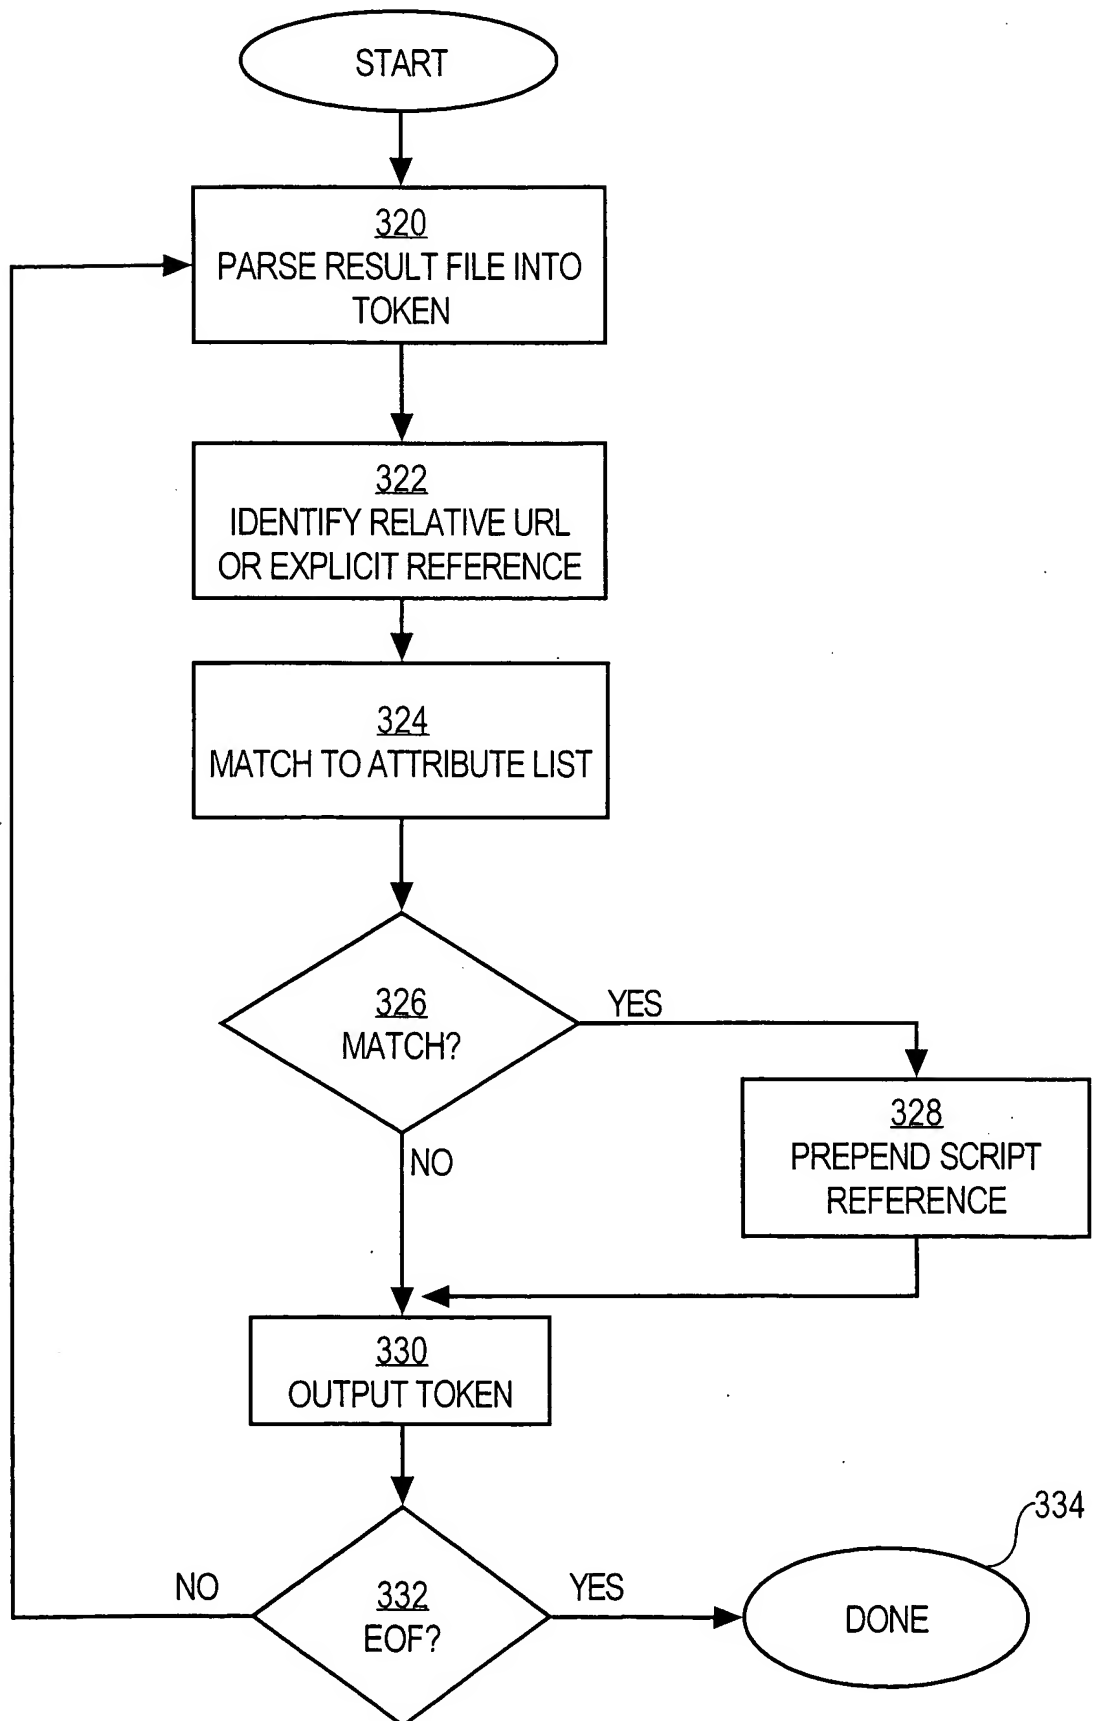 START
320
PARSE RESULT FILE INTO
TOKEN
322
IDENTIFY RELATIVE URL
OR EXPLICIT REFERENCE
324
MATCH TO ATTRIBUTE LIST
326
MATCH?
YES
328
PREPEND SCRIPT
REFERENCE
NO
330
OUTPUT TOKEN
334
NO
332
EOF?
YES
DONE